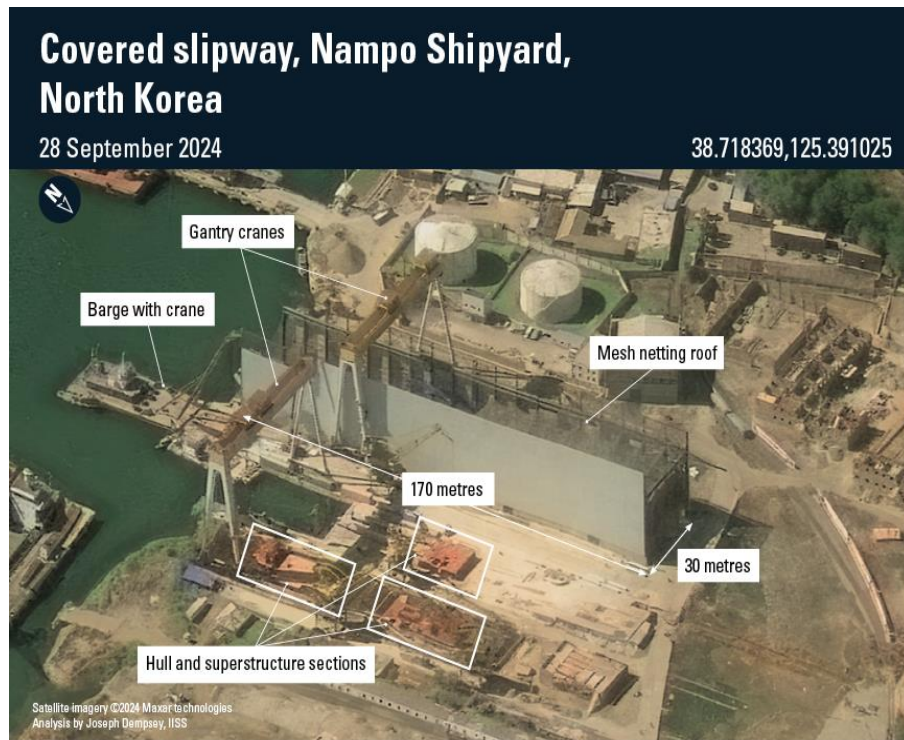 Covered slipway, Nampo Shipyard,
North Korea
28 September 2024
38.718369,125.391025
N
Gantry cranes
Barge with crane
Mesh netting roof
170 metres
30 metres
Hull and superstructure sections
Satellite imagery ©2024 Maxar technologies
Analysis by Joseph Dempsey, IISS